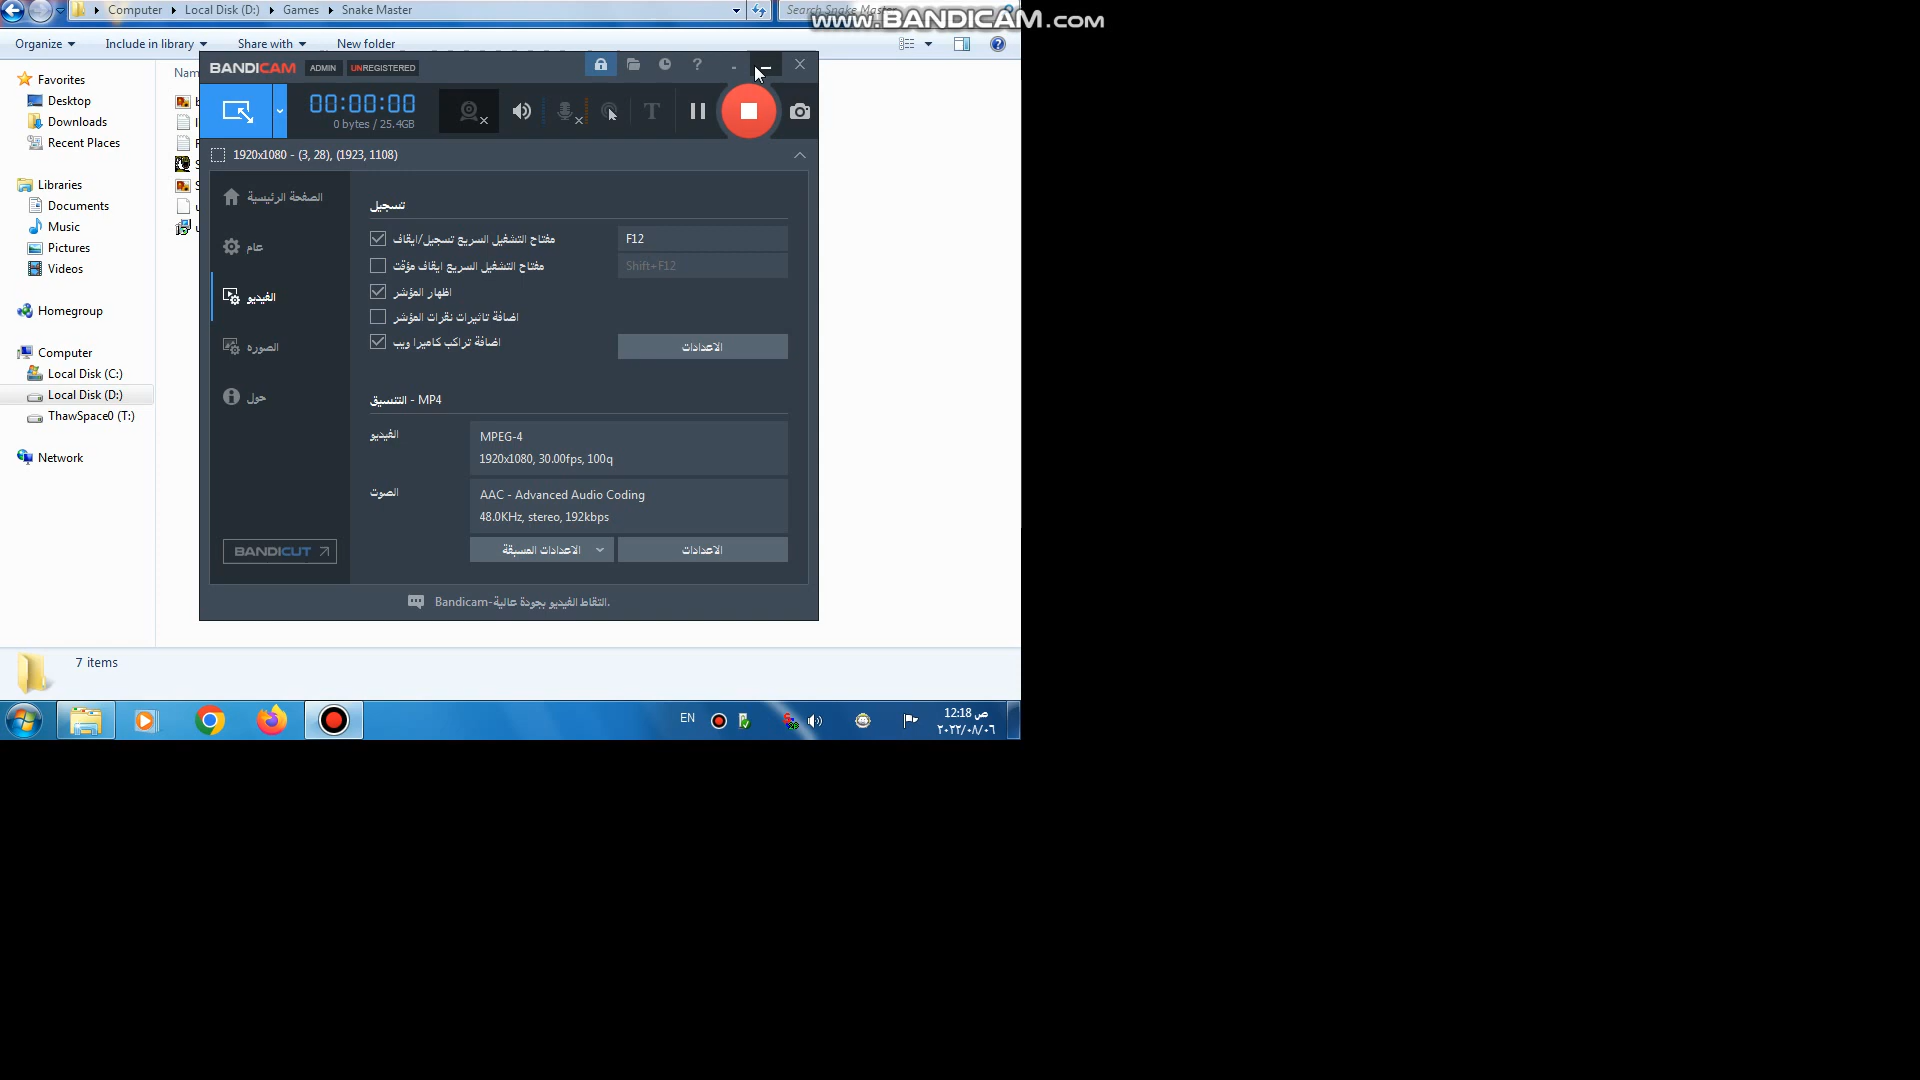 Computer Local Disk (D:) Games Snake Master
www.BANDICAM.COM
Organize Include in library Share with New folder
BANDICAM ADMIN UNREGISTERED
Favorites
Desktop
Downloads
Recent Places
Libraries
Documents
Music
Pictures
Videos
Homegroup
Computer
Local Disk (C:)
Local Disk (D:)
ThawSpace0 (T:)
Network
00:00:00
0 bytes / 25.4GB
1920x1080 - (3, 28), (1923, 1108)
الصفحة الرئيسية
عام
الفيديو
الصوره
حول
BANDICUT
تسجيل
مفتاح التشغيل السريع تسجيل/ايقاف F12
مفتاح التشغيل السريع ايقاف مؤقت Shift+F12
اظهار المؤشر
اضافة تاثيرات نقرات المؤشر
اضافة تراكب كاميرا ويب
الاعدادات
التنسيق - MP4
الفيديو
MPEG-4
1920x1080, 30.00fps, 100q
الصوت
AAC - Advanced Audio Coding
48.0KHz, stereo, 192kbps
الاعدادات المسبقة الاعدادات
Bandicam-التقاط الفيديو بجودة عالية.
7 items
EN
12:18 ص
٢٠٢٢/٠٨/٠٦